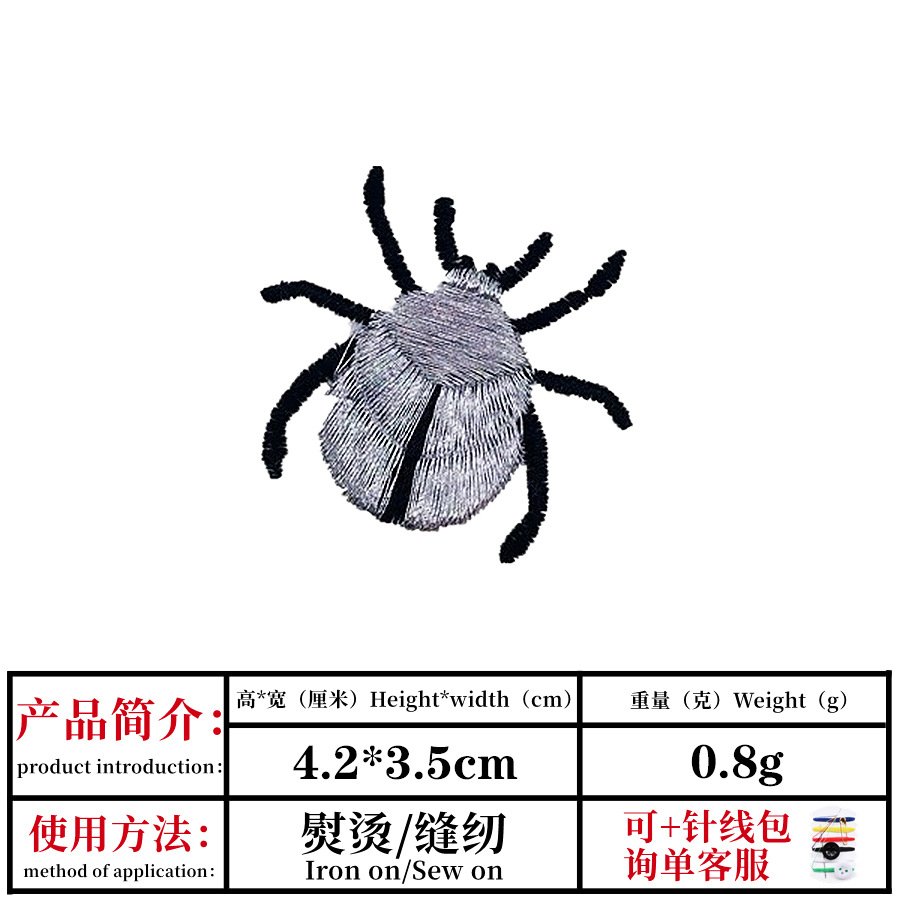 产品简介：
product introduction:
高*宽（厘米）Height*width（cm）
重量（克）Weight（g）
4.2*3.5cm
0.8g
使用方法：
method of application:
熨烫/缝纫
Iron on/Sew on
可+针线包
询单客服